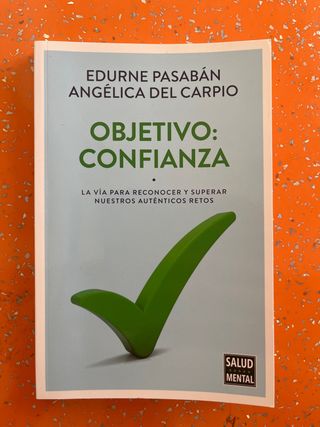 EDURNE PASABÁN
ANGÉLICA DEL CARPIO
OBJETIVO:
CONFIANZA
LA VÍA PARA RECONOCER Y SUPERAR
NUESTROS AUTÉNTICOS RETOS
SALUD
MENTAL